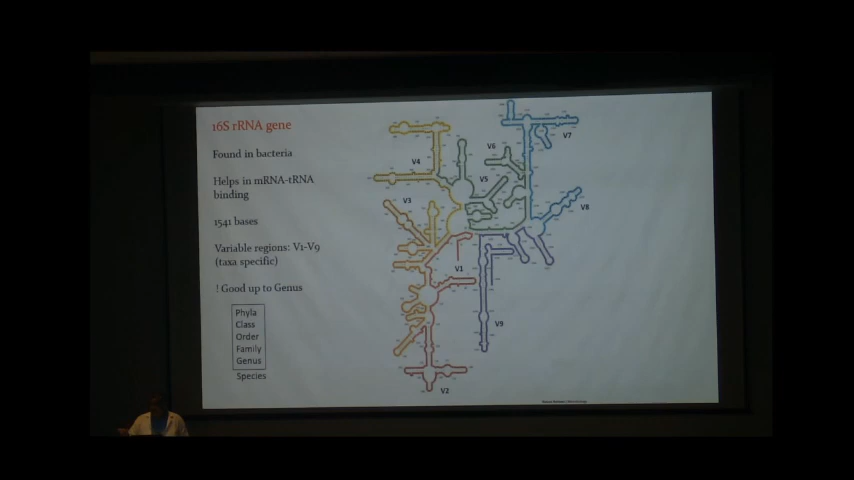 16S rRNA gene
Found in bacteria
Helps in mRNA-tRNA
binding
1541 bases
Variable regions: V1-V9
(taxa specific)
! Good up to Genus
Phyla
Class
Order
Family
Genus
Species
V4
V3
V6
V5
V7
V8
V1
V9
V2